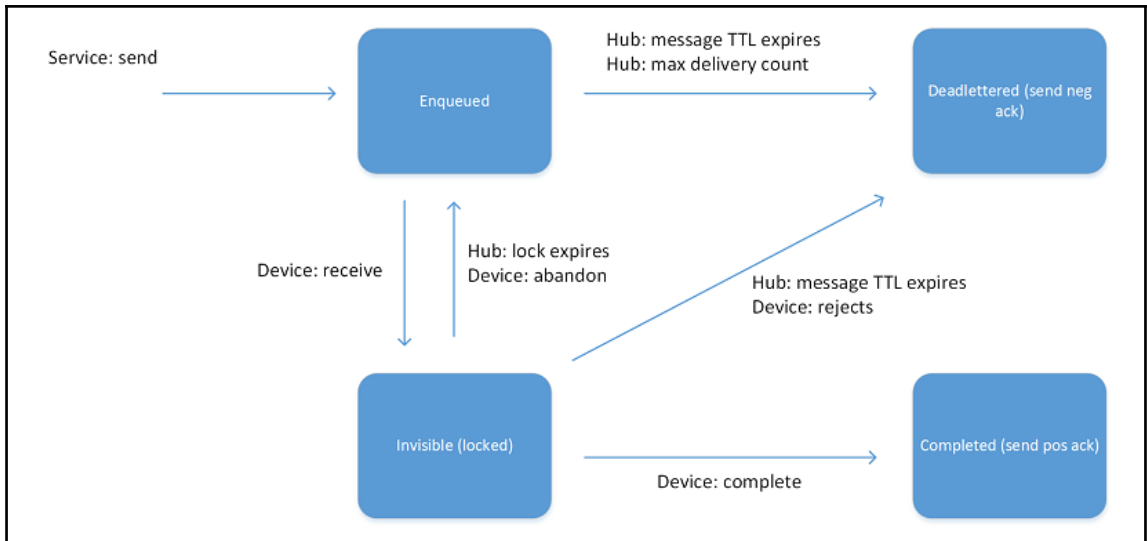 Service: send
Enqueued
Hub: message TTL expires
Hub: max delivery count
Deadlettered (send neg
ack)
Device: receive
Hub: lock expires
Device: abandon
Hub: message TTL expires
Device: rejects
Invisible (locked)
Device: complete
Completed (send pos ack)